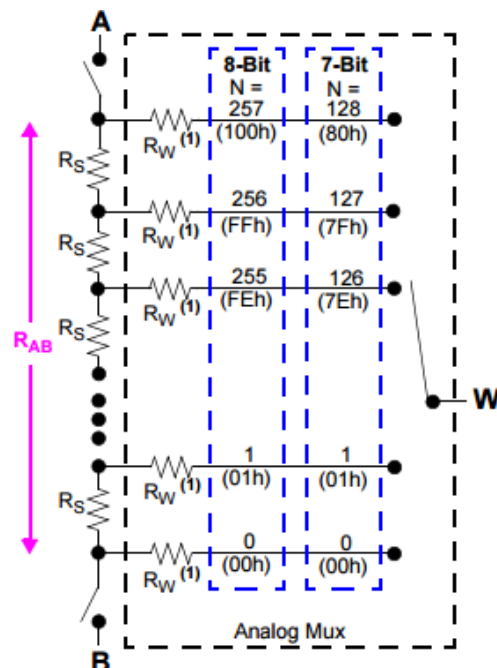 A
8-Bit 7-Bit
N = N =
257 128
RW(1) (100h) (80h)
RS
256 127
RW(1) (FFh) (7Fh)
RS
255 126
RW(1) (FEh) (7Eh)
RS
RAB
W
1 1
RW(1) (01h) (01h)
RS
0 0
RW(1) (00h) (00h)
Analog Mux
B